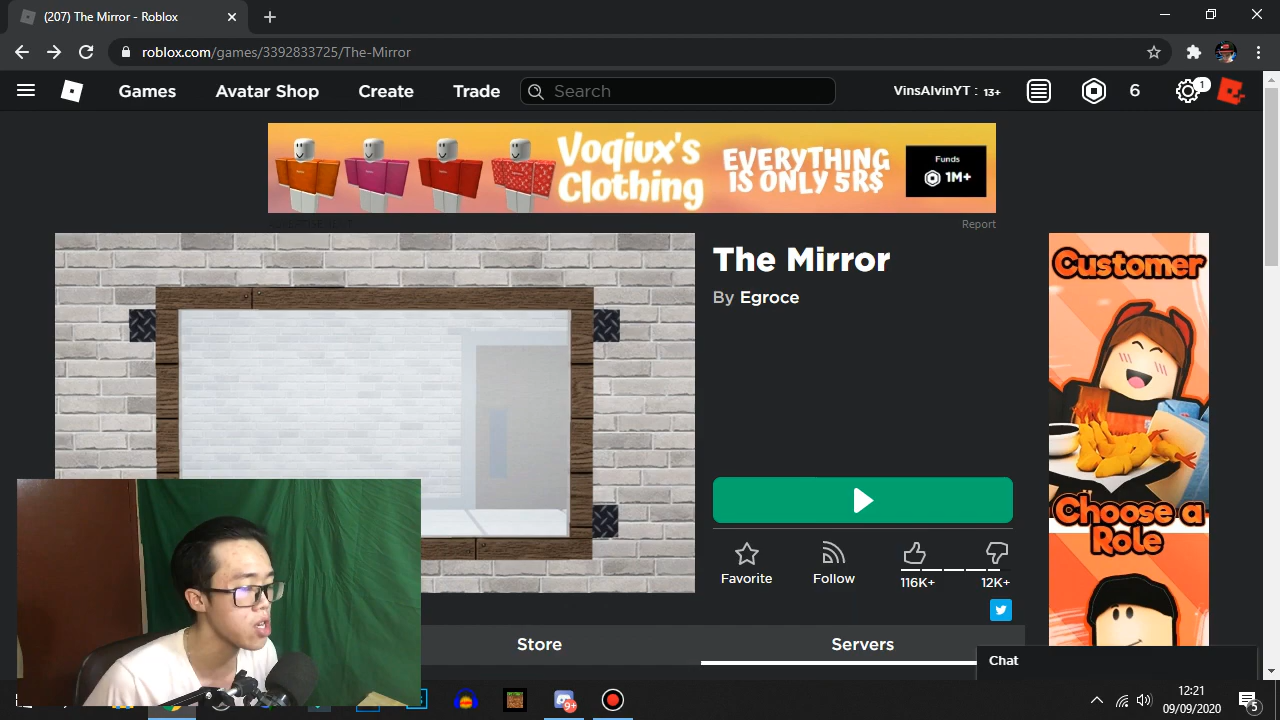 (207) The Mirror - Roblox
roblox.com/games/3392833725/The-Mirror
Games
Avatar Shop
Create
Trade
Search
VinsAlvinYT : 13+
6
1
Voqiux's
Clothing
EVERYTHING
IS ONLY 5R$
Funds
1M+
Report
The Mirror
By Egroce
Customer
Choose a
Role
Favorite
Follow
116K+
12K+
Store
Servers
Chat
9+
12:21
09/09/2020
5